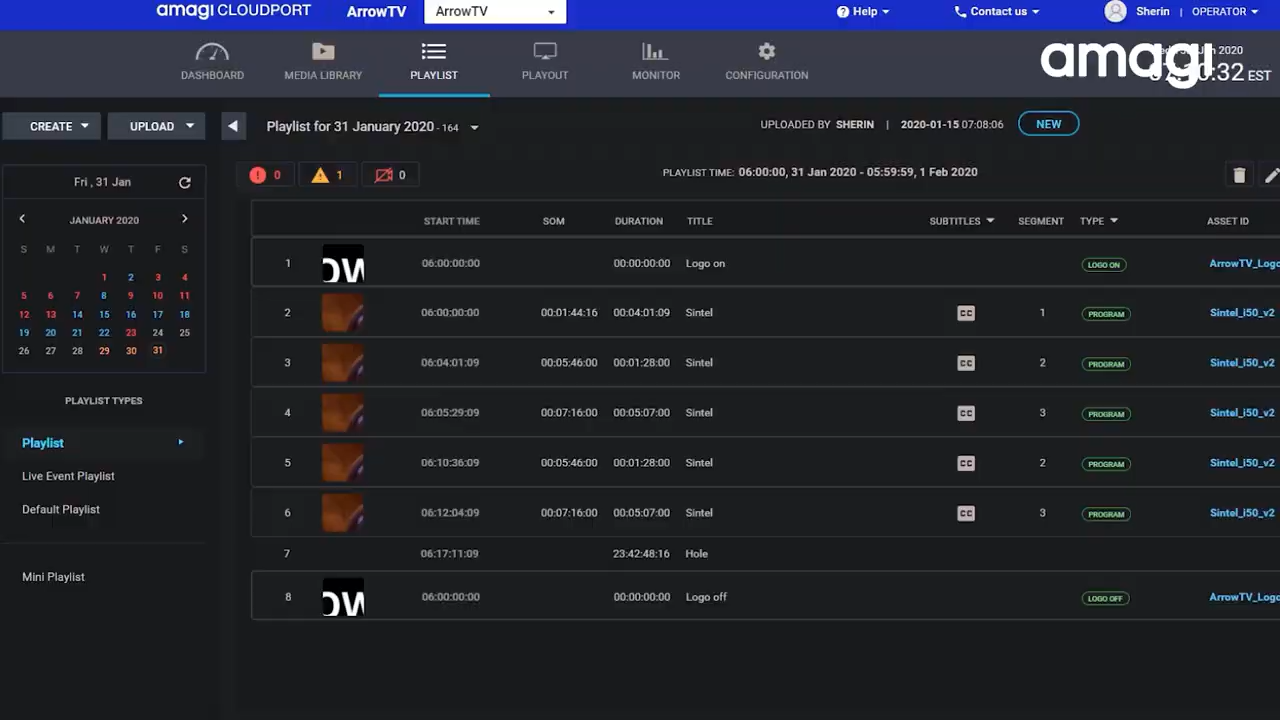 amagi CLOUDPORT ArrowTV ArrowTV Help Contact us Sherin | OPERATOR
DASHBOARD MEDIA LIBRARY PLAYLIST PLAYOUT MONITOR CONFIGURATION
amagi
2020
32 EST
CREATE UPLOAD Playlist for 31 January 2020 - 164 UPLOADED BY SHERIN | 2020-01-15 07:08:06 NEW
0 1 0 PLAYLIST TIME: 06:00:00, 31 Jan 2020 - 05:59:59, 1 Feb 2020
Fri , 31 Jan
JANUARY 2020
S M T W T F S
1 2 3 4
5 6 7 8 9 10 11
12 13 14 15 16 17 18
19 20 21 22 23 24 25
26 27 28 29 30 31
PLAYLIST TYPES
Playlist
Live Event Playlist
Default Playlist
Mini Playlist
START TIME SOM DURATION TITLE SUBTITLES SEGMENT TYPE ASSET ID
1 OW 06:00:00:00 00:00:00:00 Logo on LOGO ON ArrowTV_Logo
2 06:00:00:00 00:01:44:16 00:04:01:09 Sintel CC 1 PROGRAM Sintel_i50_v2
3 06:04:01:09 00:05:46:00 00:01:28:00 Sintel CC 2 PROGRAM Sintel_i50_v2
4 06:05:29:09 00:07:16:00 00:05:07:00 Sintel CC 3 PROGRAM Sintel_i50_v2
5 06:10:36:09 00:05:46:00 00:01:28:00 Sintel CC 2 PROGRAM Sintel_i50_v2
6 06:12:04:09 00:07:16:00 00:05:07:00 Sintel CC 3 PROGRAM Sintel_i50_v2
7 06:17:11:09 23:42:48:16 Hole
8 OW 06:00:00:00 00:00:00:00 Logo off LOGO OFF ArrowTV_Logo